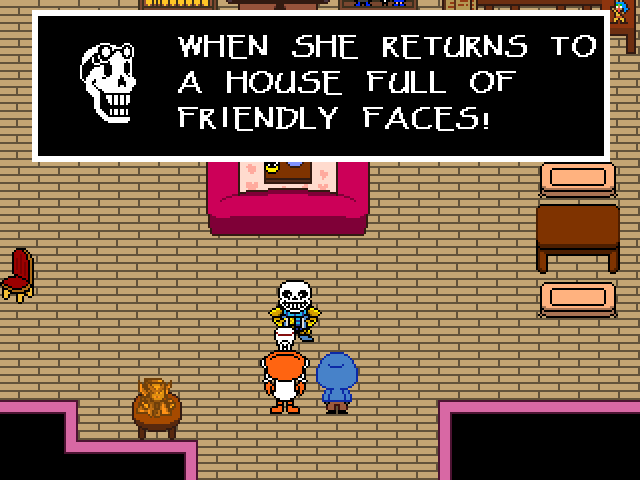 WHEN SHE RETURNS TO
A HOUSE FULL OF
FRIENDLY FACES!